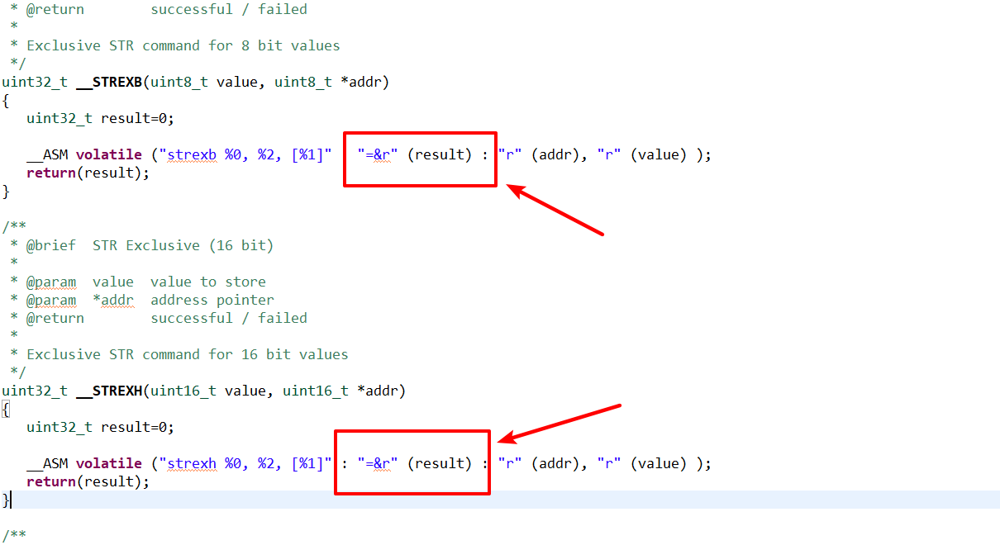 * @return        successful / failed
 *
 * Exclusive STR command for 8 bit values
 */
uint32_t __STREXB(uint8_t value, uint8_t *addr)
{
   uint32_t result=0;

   __ASM volatile ("strexb %0, %2, [%1]"   "=&r" (result) : "r" (addr), "r" (value) );
   return(result);
}

/**
 * @brief  STR Exclusive (16 bit)
 *
 * @param  value  value to store
 * @param  *addr  address pointer
 * @return        successful / failed
 *
 * Exclusive STR command for 16 bit values
 */
uint32_t __STREXH(uint16_t value, uint16_t *addr)
{
   uint32_t result=0;

   __ASM volatile ("strexh %0, %2, [%1]" : "=&r" (result) : "r" (addr), "r" (value) );
   return(result);
}

/**